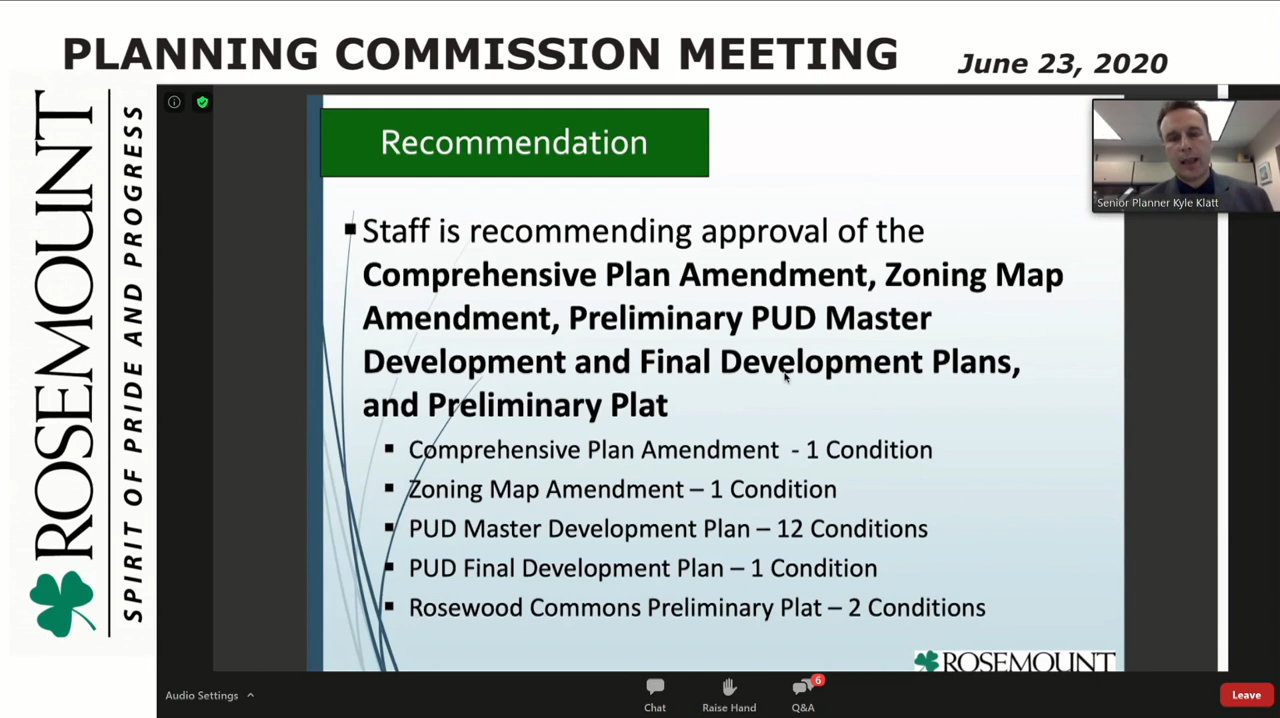 PLANNING COMMISSION MEETING
June 23, 2020
ROSEMOUNT
SPIRIT OF PRIDE AND PROGRESS
Recommendation
Senior Planner Kyle Klatt
Staff is recommending approval of the
Comprehensive Plan Amendment, Zoning Map
Amendment, Preliminary PUD Master
Development and Final Development Plans,
and Preliminary Plat
Comprehensive Plan Amendment - 1 Condition
Zoning Map Amendment – 1 Condition
PUD Master Development Plan – 12 Conditions
PUD Final Development Plan – 1 Condition
Rosewood Commons Preliminary Plat – 2 Conditions
ROSEMOUNT
Audio Settings
Chat
Raise Hand
6
Q&A
Leave